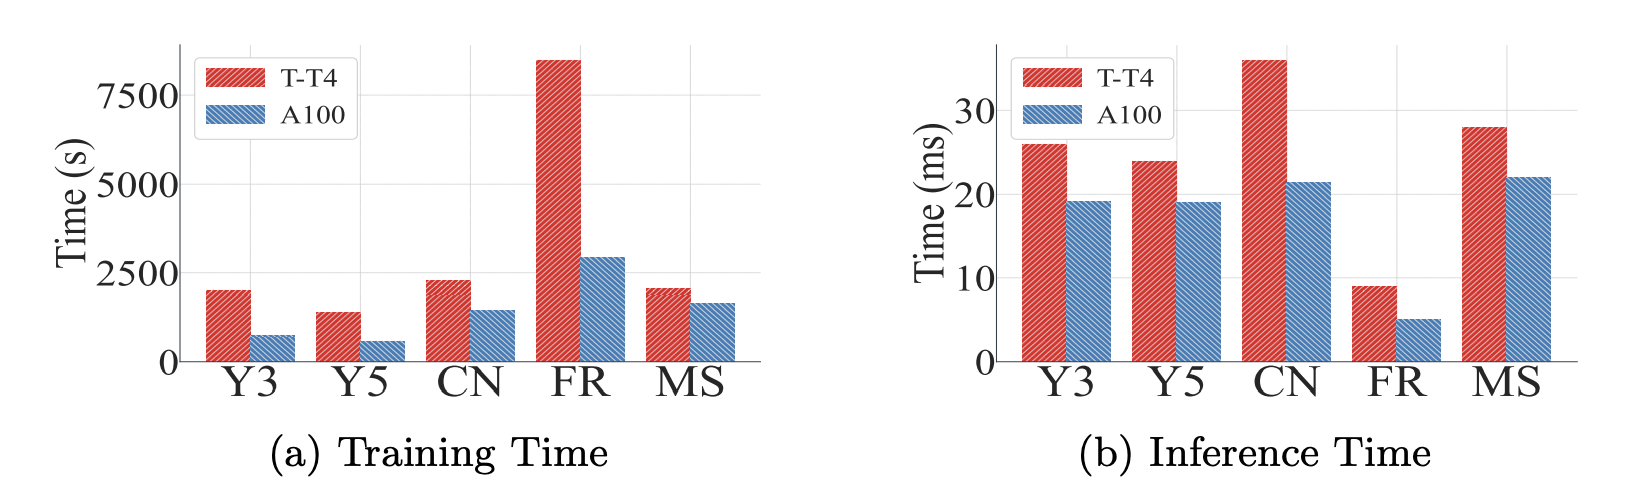 T-T4
A100
7500
5000
2500
0
Time (s)
Y3 Y5 CN FR MS
(a) Training Time
T-T4
A100
30
20
10
0
Time (ms)
Y3 Y5 CN FR MS
(b) Inference Time